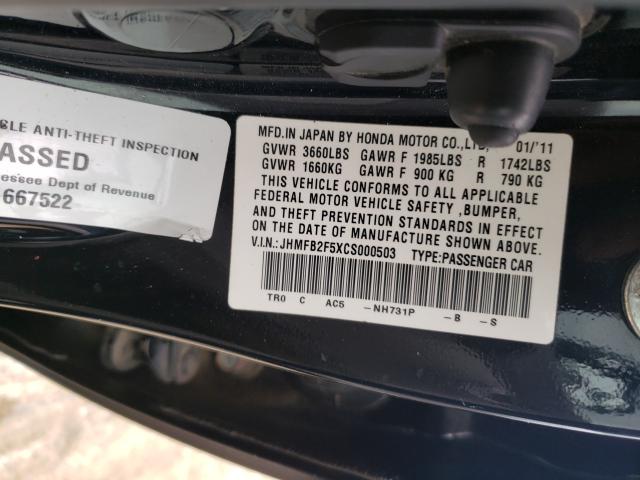 CLE ANTI-THEFT INSPECTION
ASSED
essee Dept of Revenue
667522
MFD.IN JAPAN BY HONDA MOTOR CO.,LTD, 01/'11
GVWR 3660LBS GAWR F 1985LBS R 1742LBS
GVWR 1660KG GAWR F 900 KG R 790 KG
THIS VEHICLE CONFORMS TO ALL APPLICABLE
FEDERAL MOTOR VEHICLE SAFETY ,BUMPER,
AND THEFT PREVENTION STANDARDS IN EFFECT
ON THE DATE OF MANUFACTURE SHOWN ABOVE.
V.I.N.:JHMFB2F5XCS000503 TYPE:PASSENGER CAR
TR0 C AC5 -NH731P -B -S